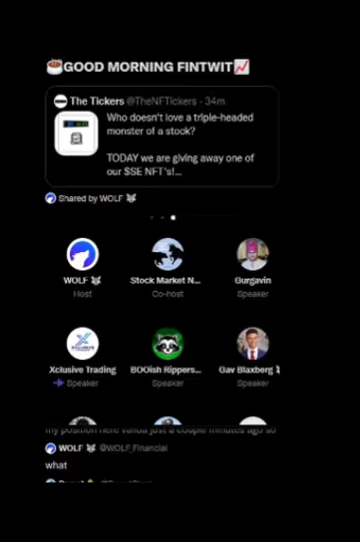 ☕GOOD MORNING FINTWIT📈
The Tickers @TheNFTickers · 34m
Who doesn't love a triple-headed
monster of a stock?
TODAY we are giving away one of
our $SE NFT's!...
Shared by WOLF 🐺
WOLF 🐺 Stock Market N... Gurgavin
Host Co-host Speaker
Xclusive Trading BOOish Rippers... Gav Blaxberg
Speaker Speaker Speaker
my position here valida just a couple minutes ago so
WOLF 🐺 @WOLF_Financial
what